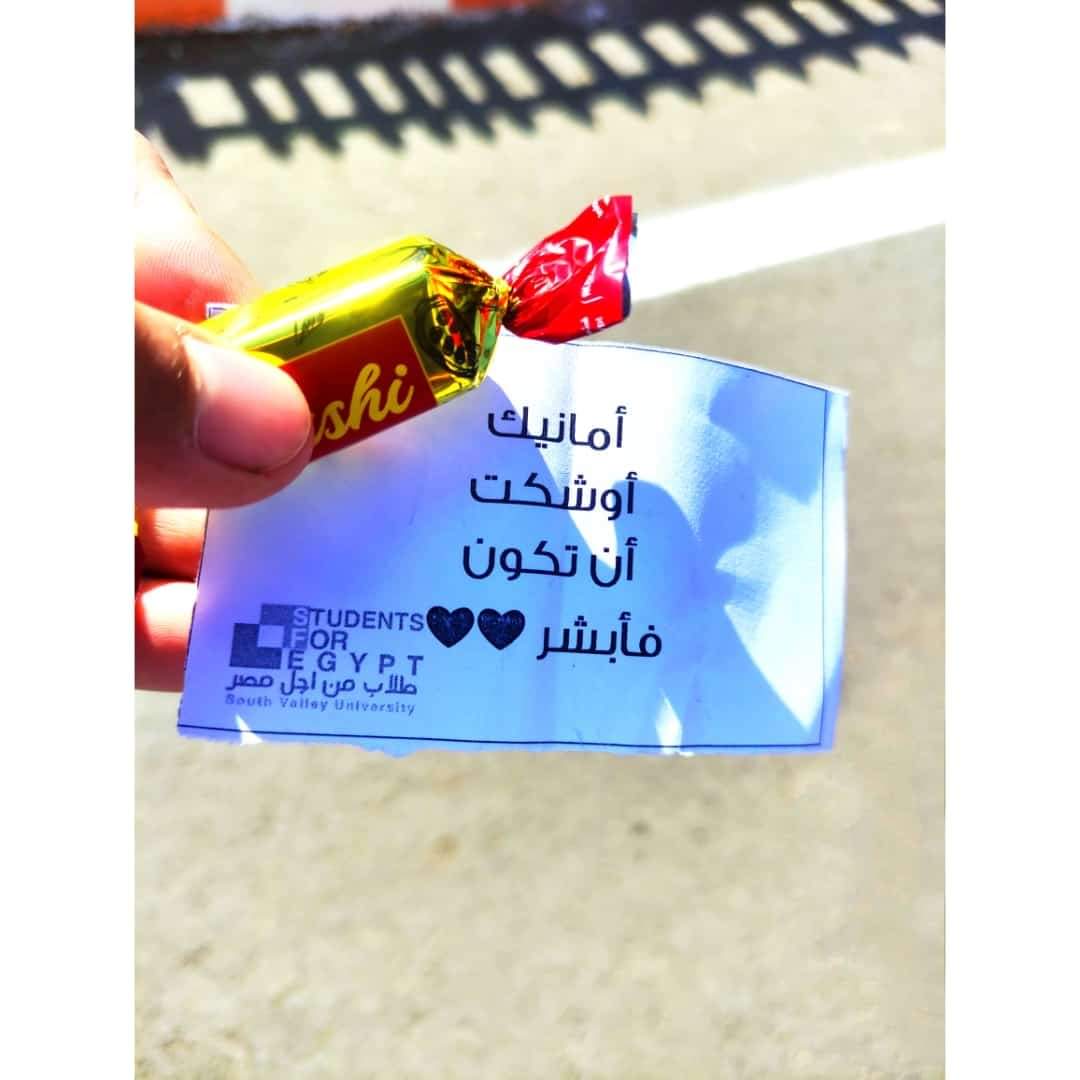 أمانيك
أوشكت
أن تكون
فأبشر 🖤🖤
STUDENTS
FOR
EGYPT
طلاب من اجل مصر
South Valley University